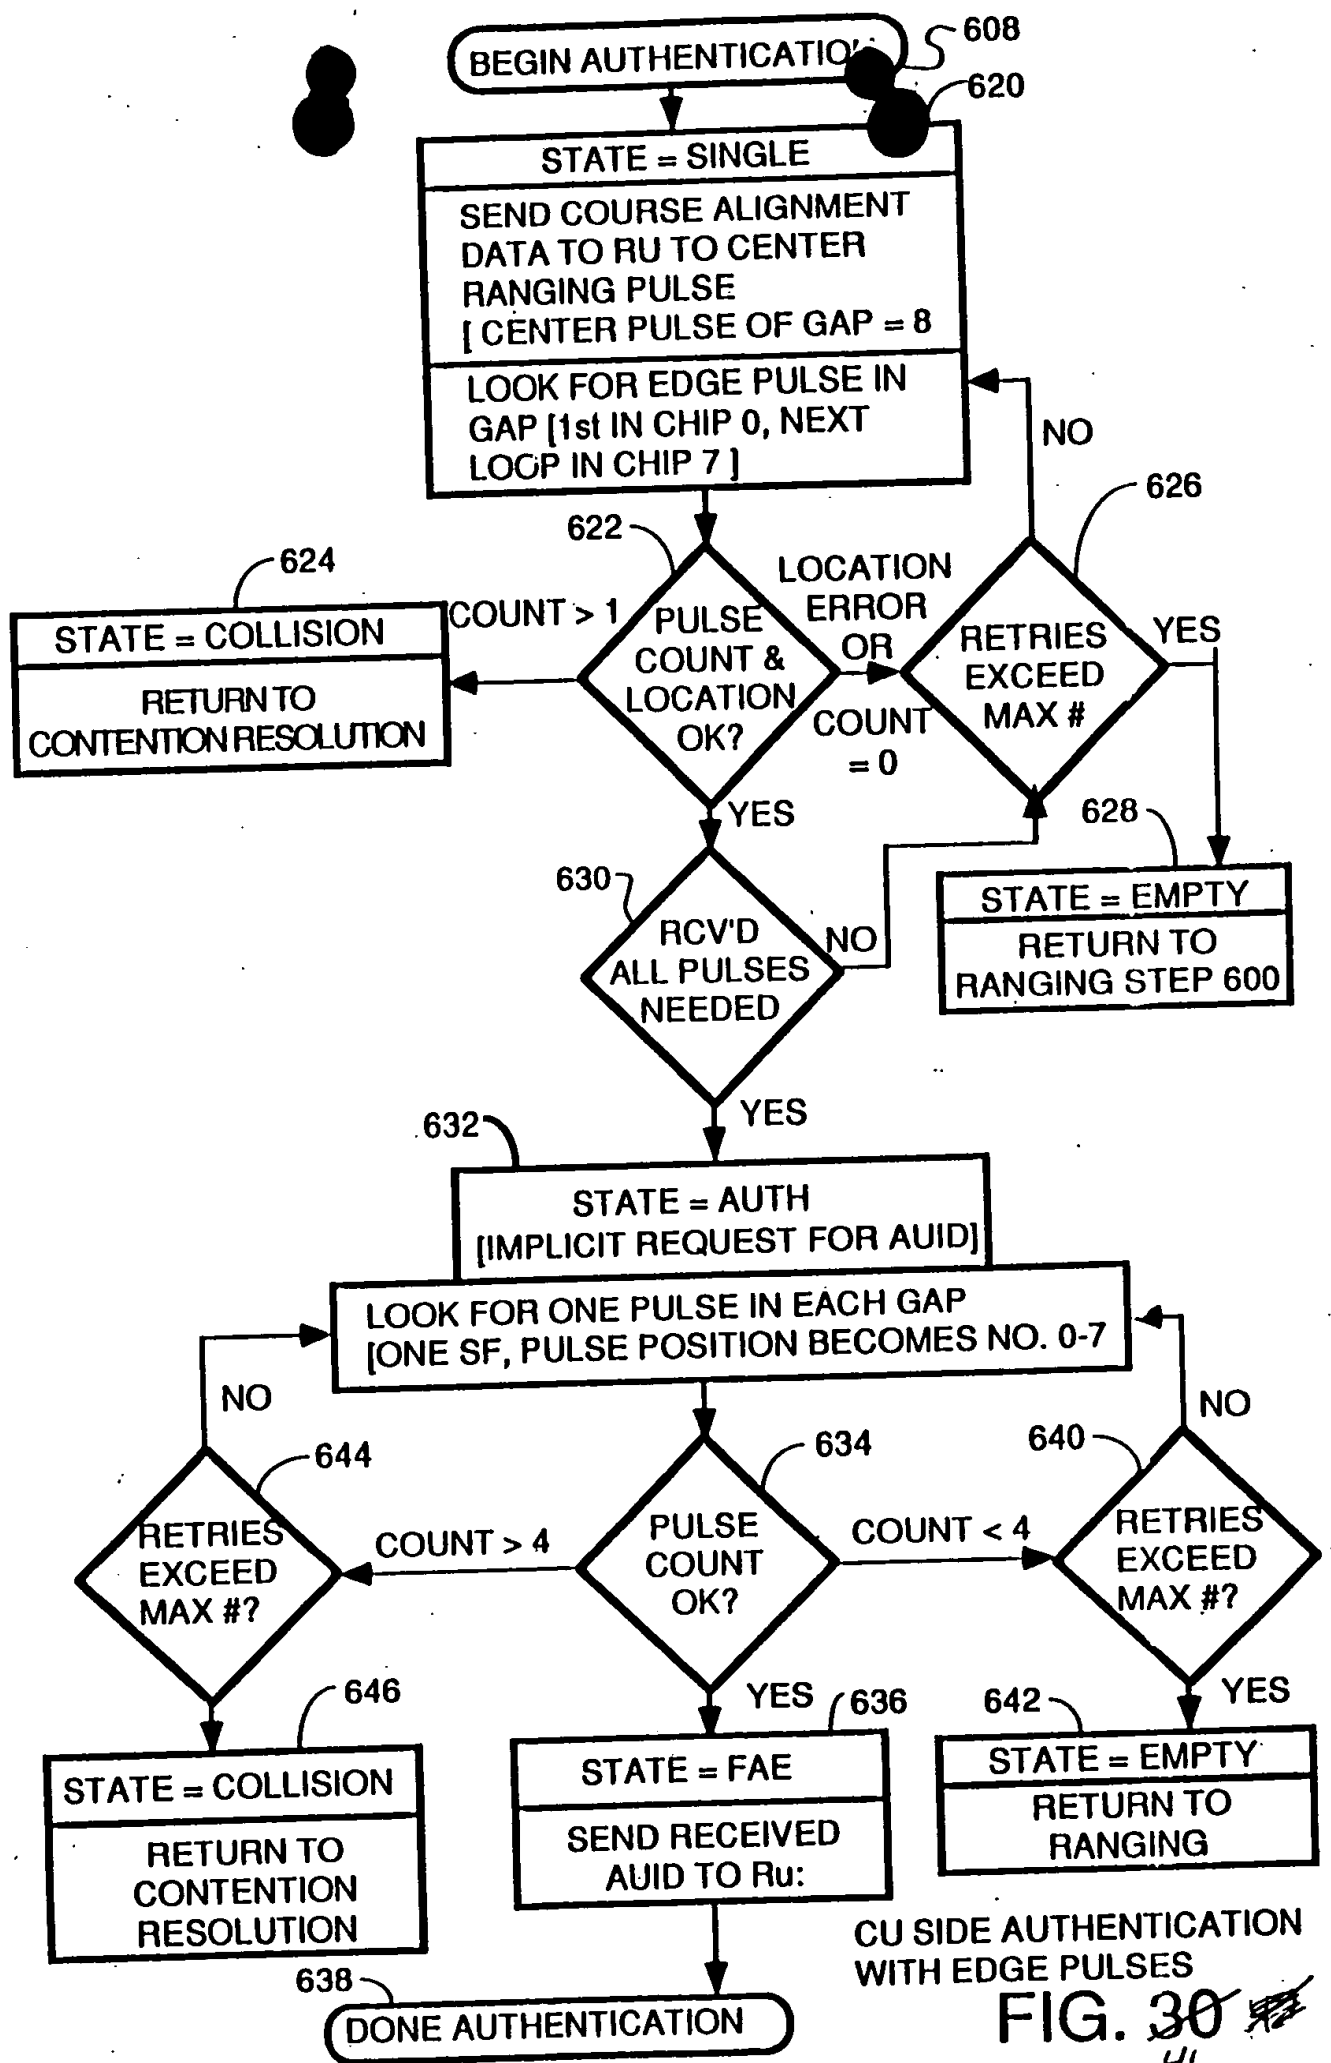 608
BEGIN AUTHENTICATIO
620
STATE = SINGLE
SEND COURSE ALIGNMENT
DATA TO RU TO CENTER
RANGING PULSE
[ CENTER PULSE OF GAP = 8
LOOK FOR EDGE PULSE IN
GAP [1st IN CHIP 0, NEXT
LOOP IN CHIP 7 ]
NO
626
622
624
COUNT > 1
LOCATION
ERROR
OR
COUNT
= 0
STATE = COLLISION
RETURN TO
CONTENTION RESOLUTION
PULSE
COUNT &
LOCATION
OK?
RETRIES
EXCEED
MAX #
YES
YES
628
STATE = EMPTY
RETURN TO
RANGING STEP 600
630
RCV'D
ALL PULSES
NEEDED
NO
YES
632
STATE = AUTH
[IMPLICIT REQUEST FOR AUID]
LOOK FOR ONE PULSE IN EACH GAP
[ONE SF, PULSE POSITION BECOMES NO. 0-7
NO
NO
644
634
640
RETRIES
EXCEED
MAX #?
COUNT > 4
PULSE
COUNT
OK?
COUNT < 4
RETRIES
EXCEED
MAX #?
646
YES
636
642
YES
STATE = COLLISION
RETURN TO
CONTENTION
RESOLUTION
STATE = FAE
SEND RECEIVED
AUID TO Ru:
STATE = EMPTY
RETURN TO
RANGING
638
DONE AUTHENTICATION
CU SIDE AUTHENTICATION
WITH EDGE PULSES
FIG. 30
41